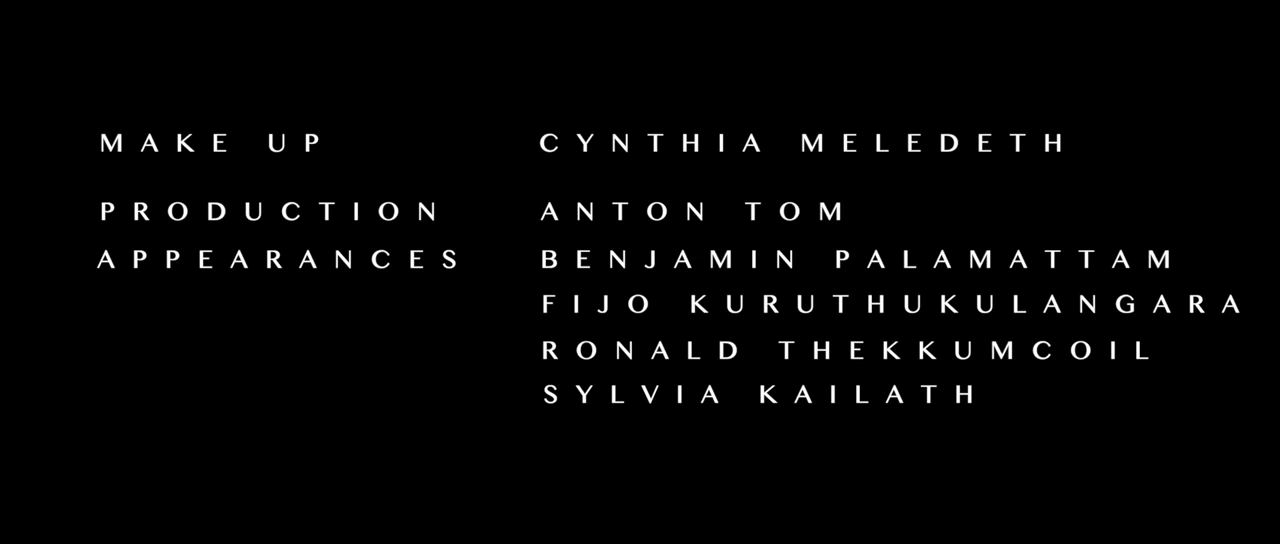 MAKE UP CYNTHIA MELEDETH
PRODUCTION ANTON TOM
APPEARANCES BENJAMIN PALAMATTAM
FIJO KURUTHUKULANGARA
RONALD THEKKUMCOIL
SYLVIA KAILATH